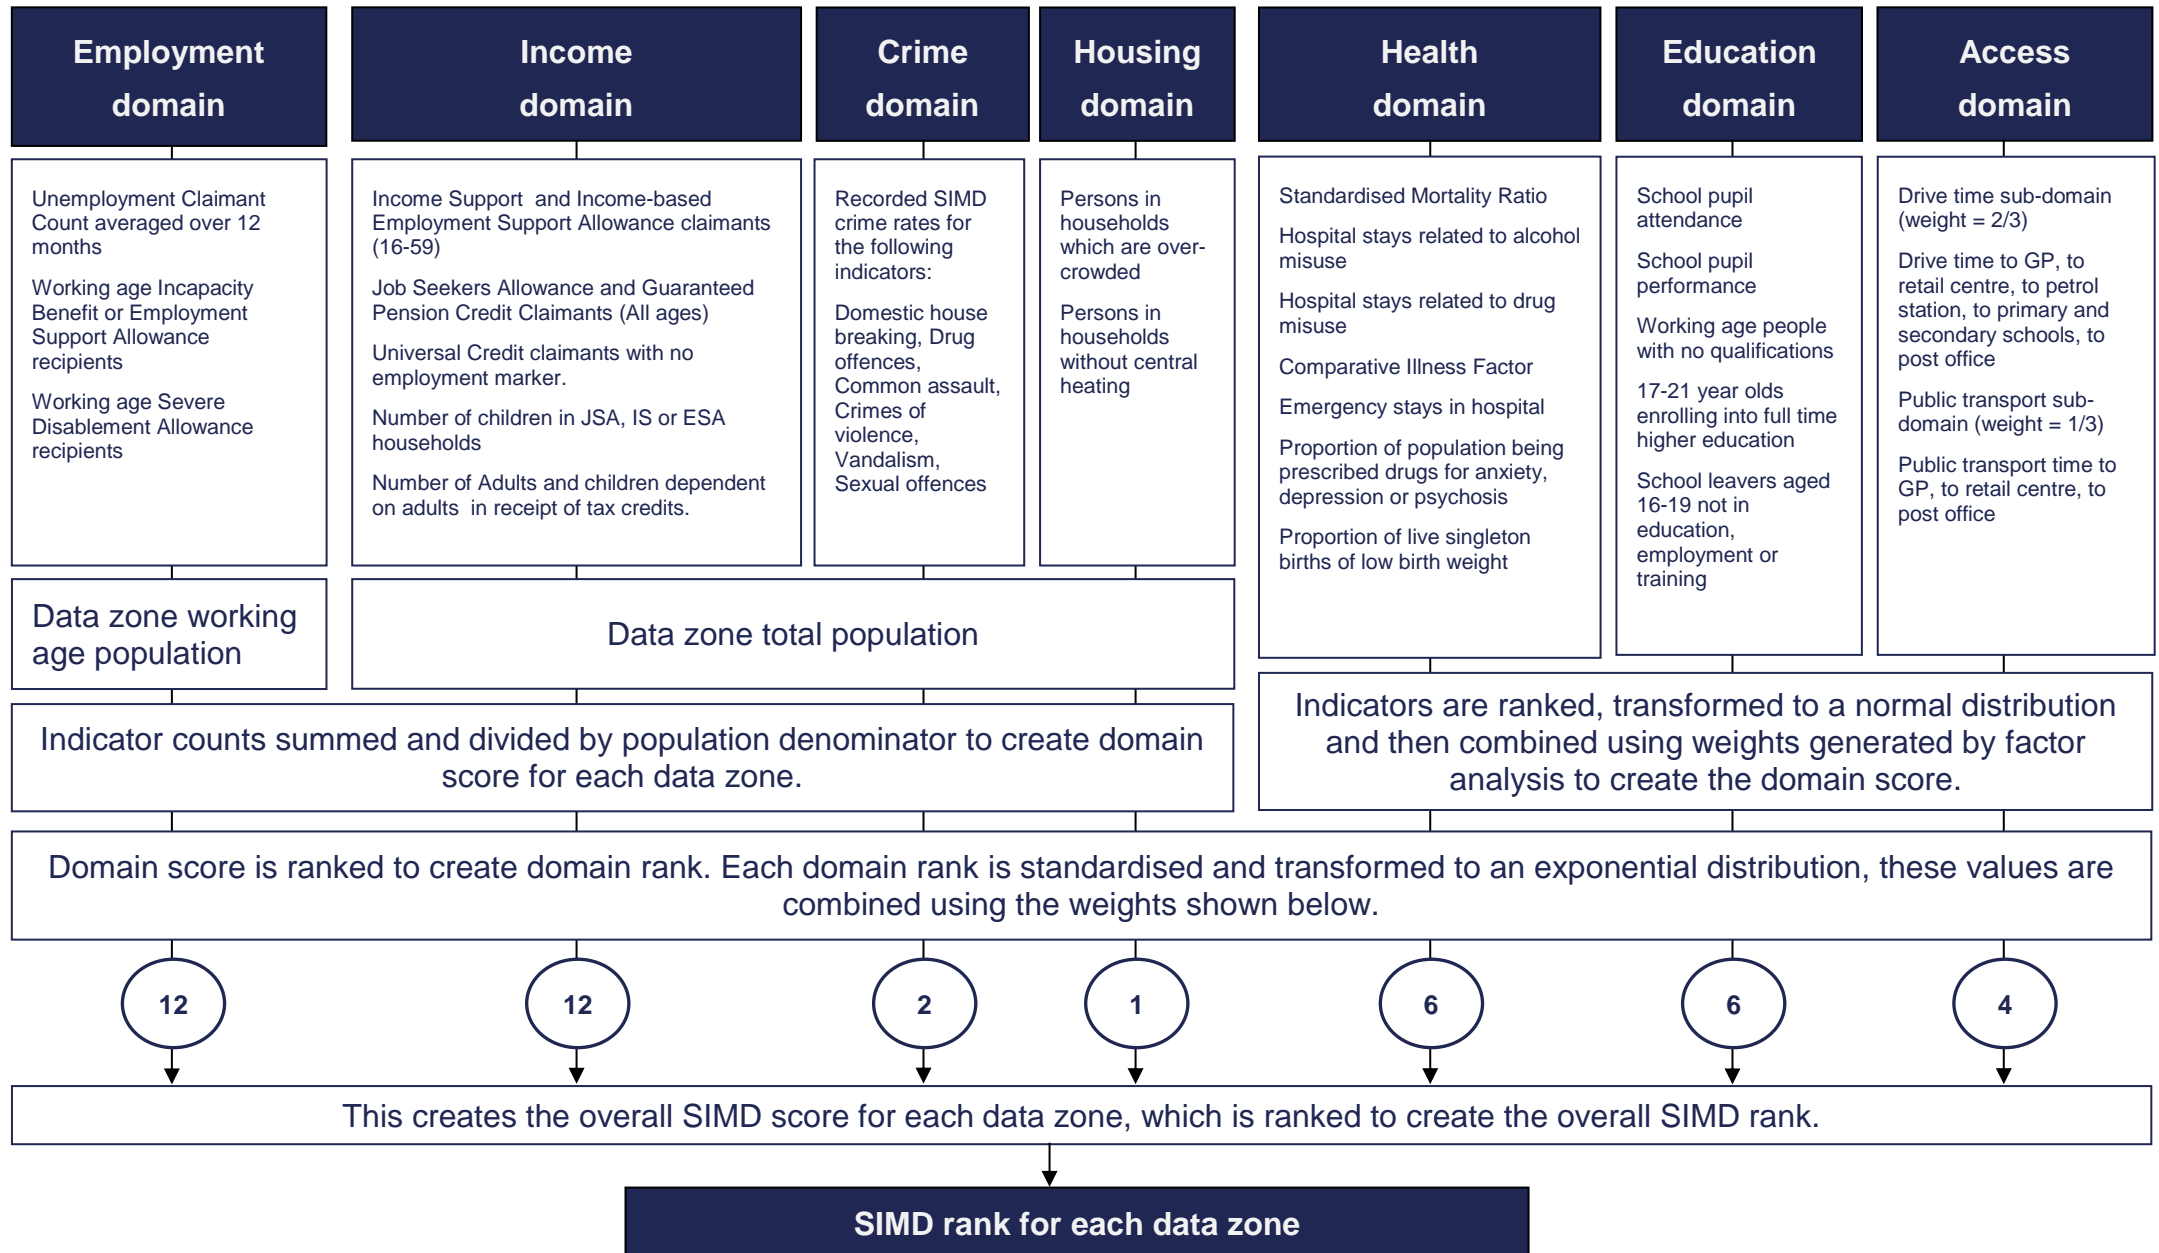 Employment
domain
Income
domain
Crime
domain
Housing
domain
Health
domain
Education
domain
Access
domain
Unemployment Claimant
Count averaged over 12
months
Working age Incapacity
Benefit or Employment
Support Allowance
recipients
Working age Severe
Disablement Allowance
recipients
Income Support and Income-based
Employment Support Allowance claimants
(16-59)
Job Seekers Allowance and Guaranteed
Pension Credit Claimants (All ages)
Universal Credit claimants with no
employment marker.
Number of children in JSA, IS or ESA
households
Number of Adults and children dependent
on adults in receipt of tax credits.
Recorded SIMD
crime rates for
the following
indicators:
Domestic house
breaking, Drug
offences,
Common assault,
Crimes of
violence,
Vandalism,
Sexual offences
Persons in
households
which are over-
crowded
Persons in
households
without central
heating
Standardised Mortality Ratio
Hospital stays related to alcohol
misuse
Hospital stays related to drug
misuse
Comparative Illness Factor
Emergency stays in hospital
Proportion of population being
prescribed drugs for anxiety,
depression or psychosis
Proportion of live singleton
births of low birth weight
School pupil
attendance
School pupil
performance
Working age people
with no qualifications
17-21 year olds
enrolling into full time
higher education
School leavers aged
16-19 not in
education,
employment or
training
Drive time sub-domain
(weight = 2/3)
Drive time to GP, to
retail centre, to petrol
station, to primary and
secondary schools, to
post office
Public transport sub-
domain (weight = 1/3)
Public transport time to
GP, to retail centre, to
post office
Data zone working
age population
Data zone total population
Indicator counts summed and divided by population denominator to create domain
score for each data zone.
Indicators are ranked, transformed to a normal distribution
and then combined using weights generated by factor
analysis to create the domain score.
Domain score is ranked to create domain rank. Each domain rank is standardised and transformed to an exponential distribution, these values are
combined using the weights shown below.
12
12
2
1
6
6
4
This creates the overall SIMD score for each data zone, which is ranked to create the overall SIMD rank.
SIMD rank for each data zone